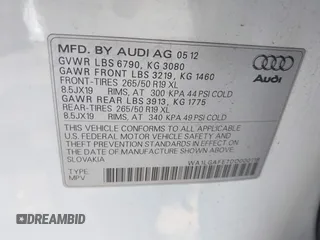 MFD. BY AUDI AG 05 12
GVWR LBS 6790, KG 3080
GAWR FRONT LBS 3219, KG 1460
FRONT-TIRES 265/50 R19 XL
8.5JX19 RIMS, AT 300 KPA 44 PSI COLD
GAWR REAR LBS 3913, KG 1775
REAR-TIRES 265/50 R19 XL
8.5JX19 RIMS, AT 340 KPA 49 PSI COLD
THIS VEHICLE CONFORMS TO ALL APPLICABLE
U.S. FEDERAL MOTOR VEHICLE SAFETY AND
THEFT PREVENTION STANDARDS IN EFFECT ON
THE DATE OF MANUFACTURE SHOWN ABOVE.
SLOVAKIA
TYPE:
MPV
Audi
AUTOBIDMASTER